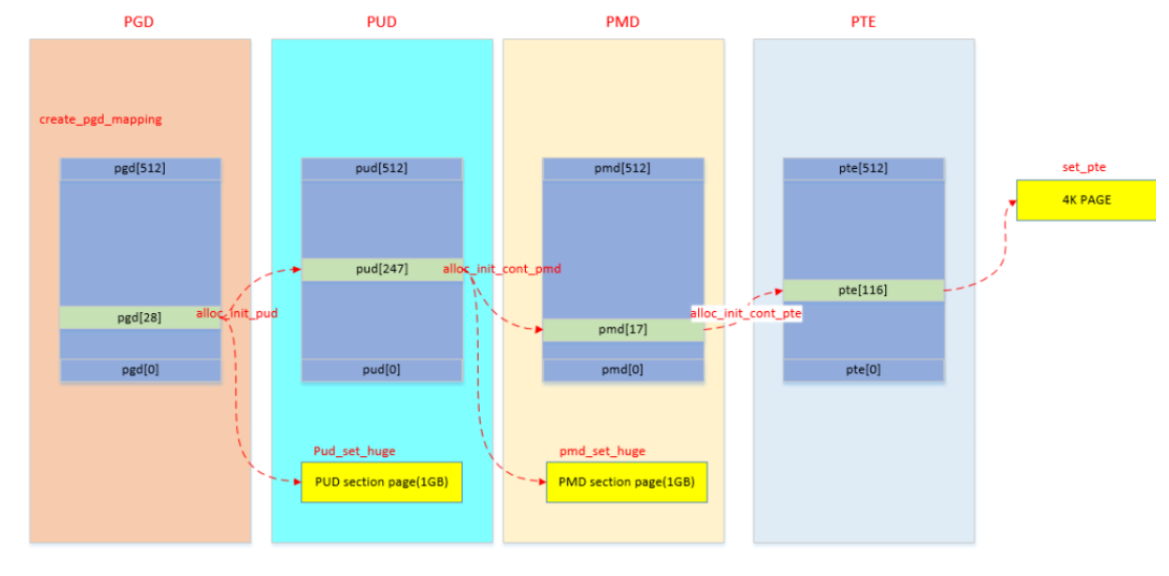 PGD
PUD
PMD
PTE
create_pgd_mapping
pgd[512]
pud[512]
pmd[512]
pte[512]
set_pte
4K PAGE
pud[247]
alloc_init_cont_pmd
pte[116]
pgd[28]
alloc_init_pud
pmd[17]
alloc_init_cont_pte
pgd[0]
pud[0]
pmd[0]
pte[0]
Pud_set_huge
pmd_set_huge
PUD section page(1GB)
PMD section page(1GB)